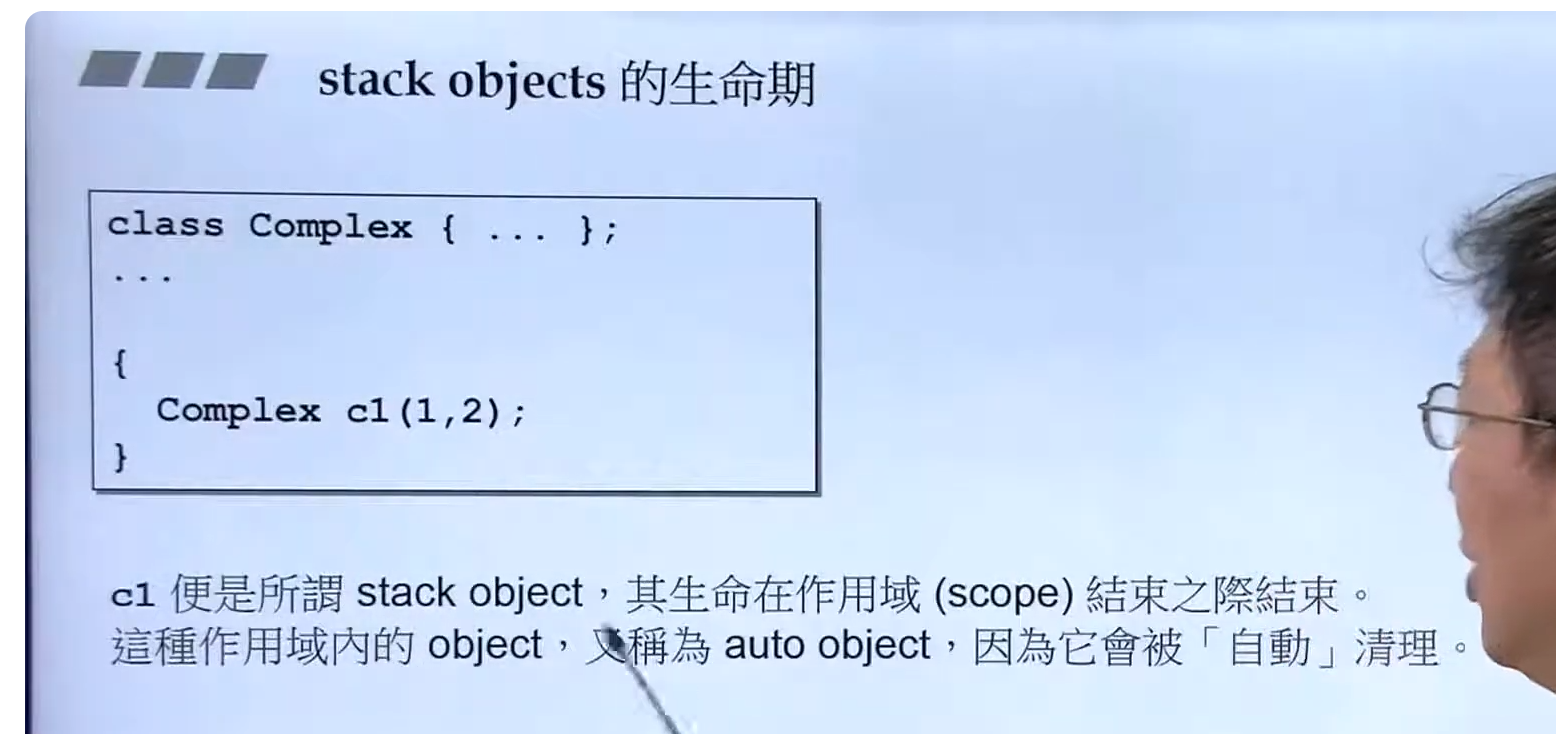 stack objects 的生命期
class Complex { ... };
...
{
Complex c1(1,2);
}
c1 便是所謂 stack object，其生命在作用域 (scope) 結束之際結束。
這種作用域內的 object，又稱為 auto object，因為它會被「自動」清理。